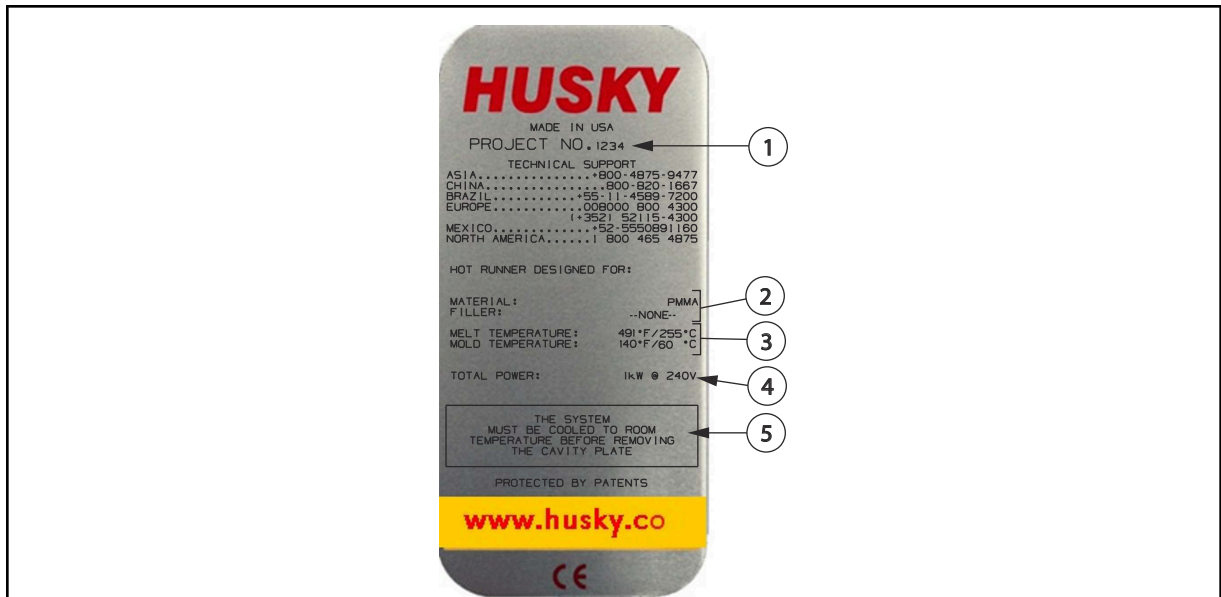 HUSKY
MADE IN USA
PROJECT NO. 1234
1
TECHNICAL SUPPORT
ASIA...............+800-4875-9477
CHINA................800-820-1667
BRAZIL...........+55-11-4589-7200
EUROPE............008000 800 4300
1+3521 52115-4300
MEXICO.............+52-5550891160
NORTH AMERICA......1 800 465 4875
HOT RUNNER DESIGNED FOR:
MATERIAL: PMMA
FILLER: --NONE--
2
MELT TEMPERATURE: 491°F/255°C
MOLD TEMPERATURE: 140°F/60 °C
3
TOTAL POWER: 1kW @ 240V
4
THE SYSTEM
MUST BE COOLED TO ROOM
TEMPERATURE BEFORE REMOVING
THE CAVITY PLATE
5
PROTECTED BY PATENTS
www.husky.co
CE